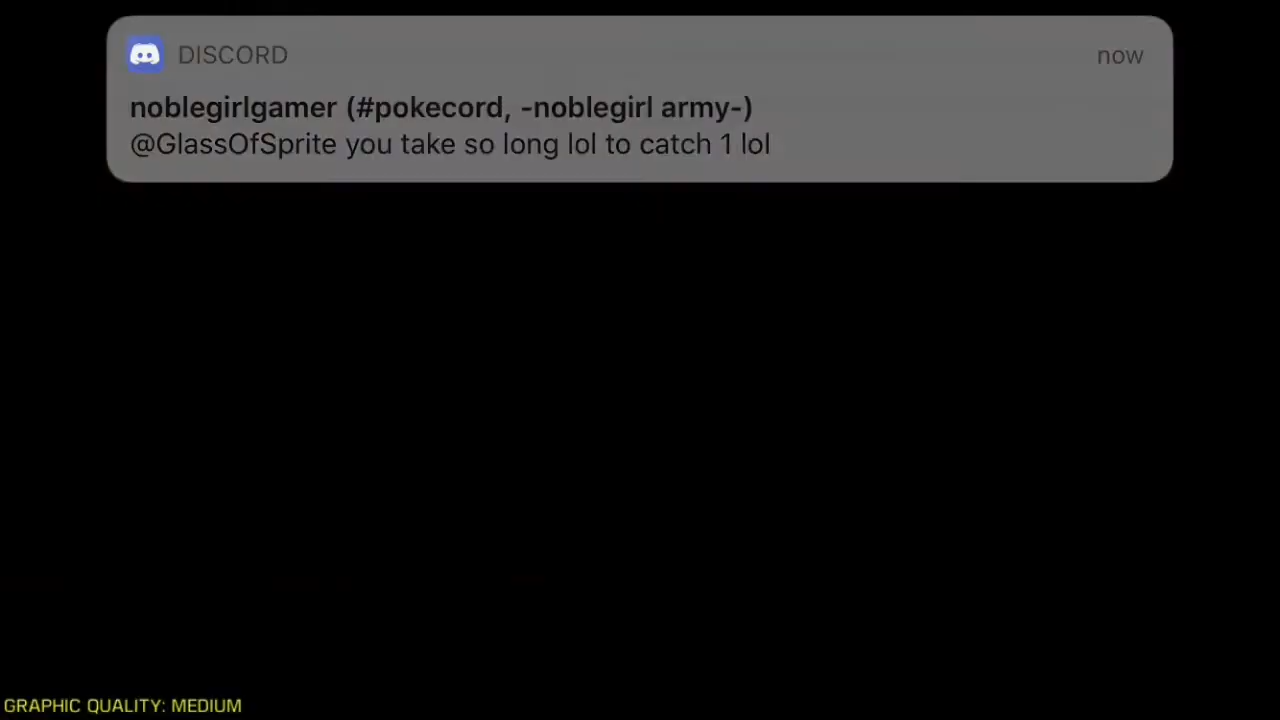 DISCORD
now
noblegirlgamer (#pokecord, -noblegirl army-)
@GlassOfSprite you take so long lol to catch 1 lol
GRAPHIC QUALITY: MEDIUM